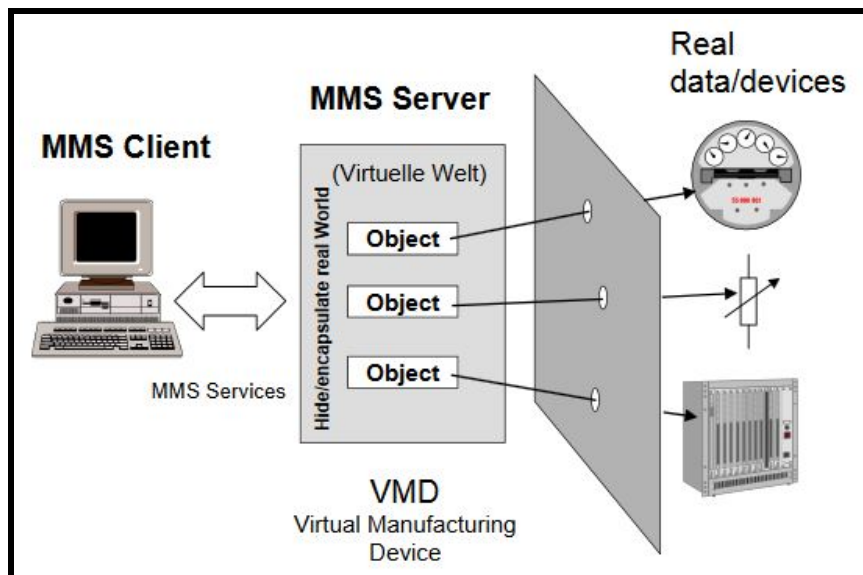 MMS Client
MMS Services
MMS Server
(Virtuelle Welt)
Hide/encapsulate real World
Object
Object
Object
VMD
Virtual Manufacturing
Device
Real
data/devices